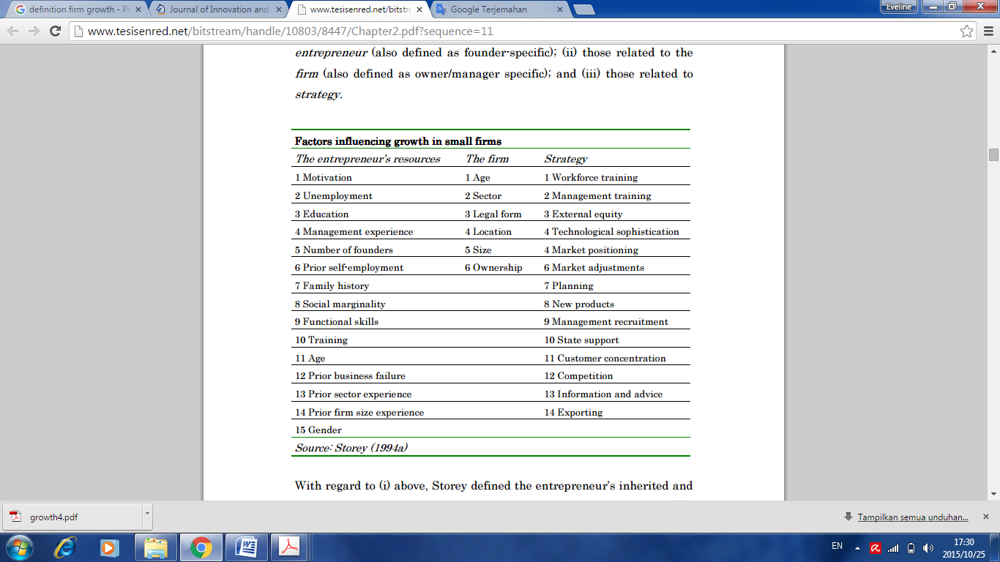 definition firm growth - Pe
Journal of Innovation and
www.tesisenred.net/bitstr
Google Terjemahan
Eveline
www.tesisenred.net/bitstream/handle/10803/8447/Chapter2.pdf?sequence=11
entrepreneur (also defined as founder-specific); (ii) those related to the
firm (also defined as owner/manager specific); and (iii) those related to
strategy.
Factors influencing growth in small firms
The entrepreneur's resources The firm Strategy
1 Motivation 1 Age 1 Workforce training
2 Unemployment 2 Sector 2 Management training
3 Education 3 Legal form 3 External equity
4 Management experience 4 Location 4 Technological sophistication
5 Number of founders 5 Size 4 Market positioning
6 Prior self-employment 6 Ownership 6 Market adjustments
7 Family history 7 Planning
8 Social marginality 8 New products
9 Functional skills 9 Management recruitment
10 Training 10 State support
11 Age 11 Customer concentration
12 Prior business failure 12 Competition
13 Prior sector experience 13 Information and advice
14 Prior firm size experience 14 Exporting
15 Gender
Source: Storey (1994a)
With regard to (i) above, Storey defined the entrepreneur's inherited and
growth4.pdf
Tampilkan semua unduhan...
EN
17:30
2015/10/25